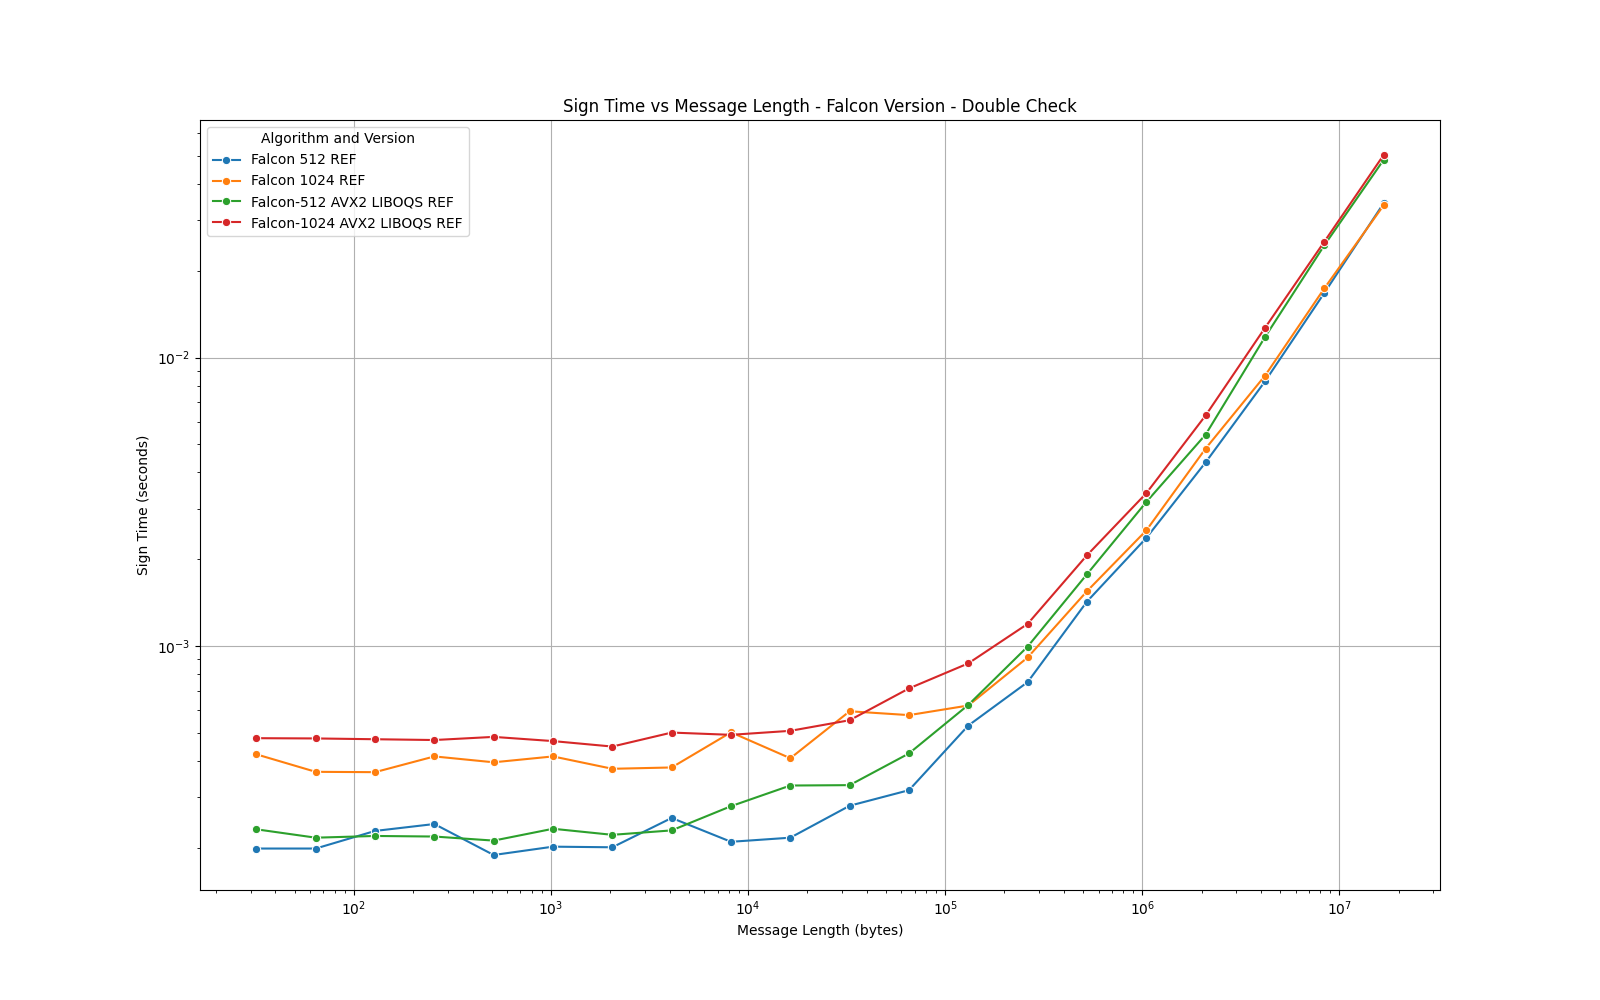 Sign Time vs Message Length - Falcon Version - Double Check
Algorithm and Version
Falcon 512 REF
Falcon 1024 REF
Falcon-512 AVX2 LIBOQS REF
Falcon-1024 AVX2 LIBOQS REF
Sign Time (seconds)
10⁻²
10⁻³
10² 10³ 10⁴ 10⁵ 10⁶ 10⁷
Message Length (bytes)